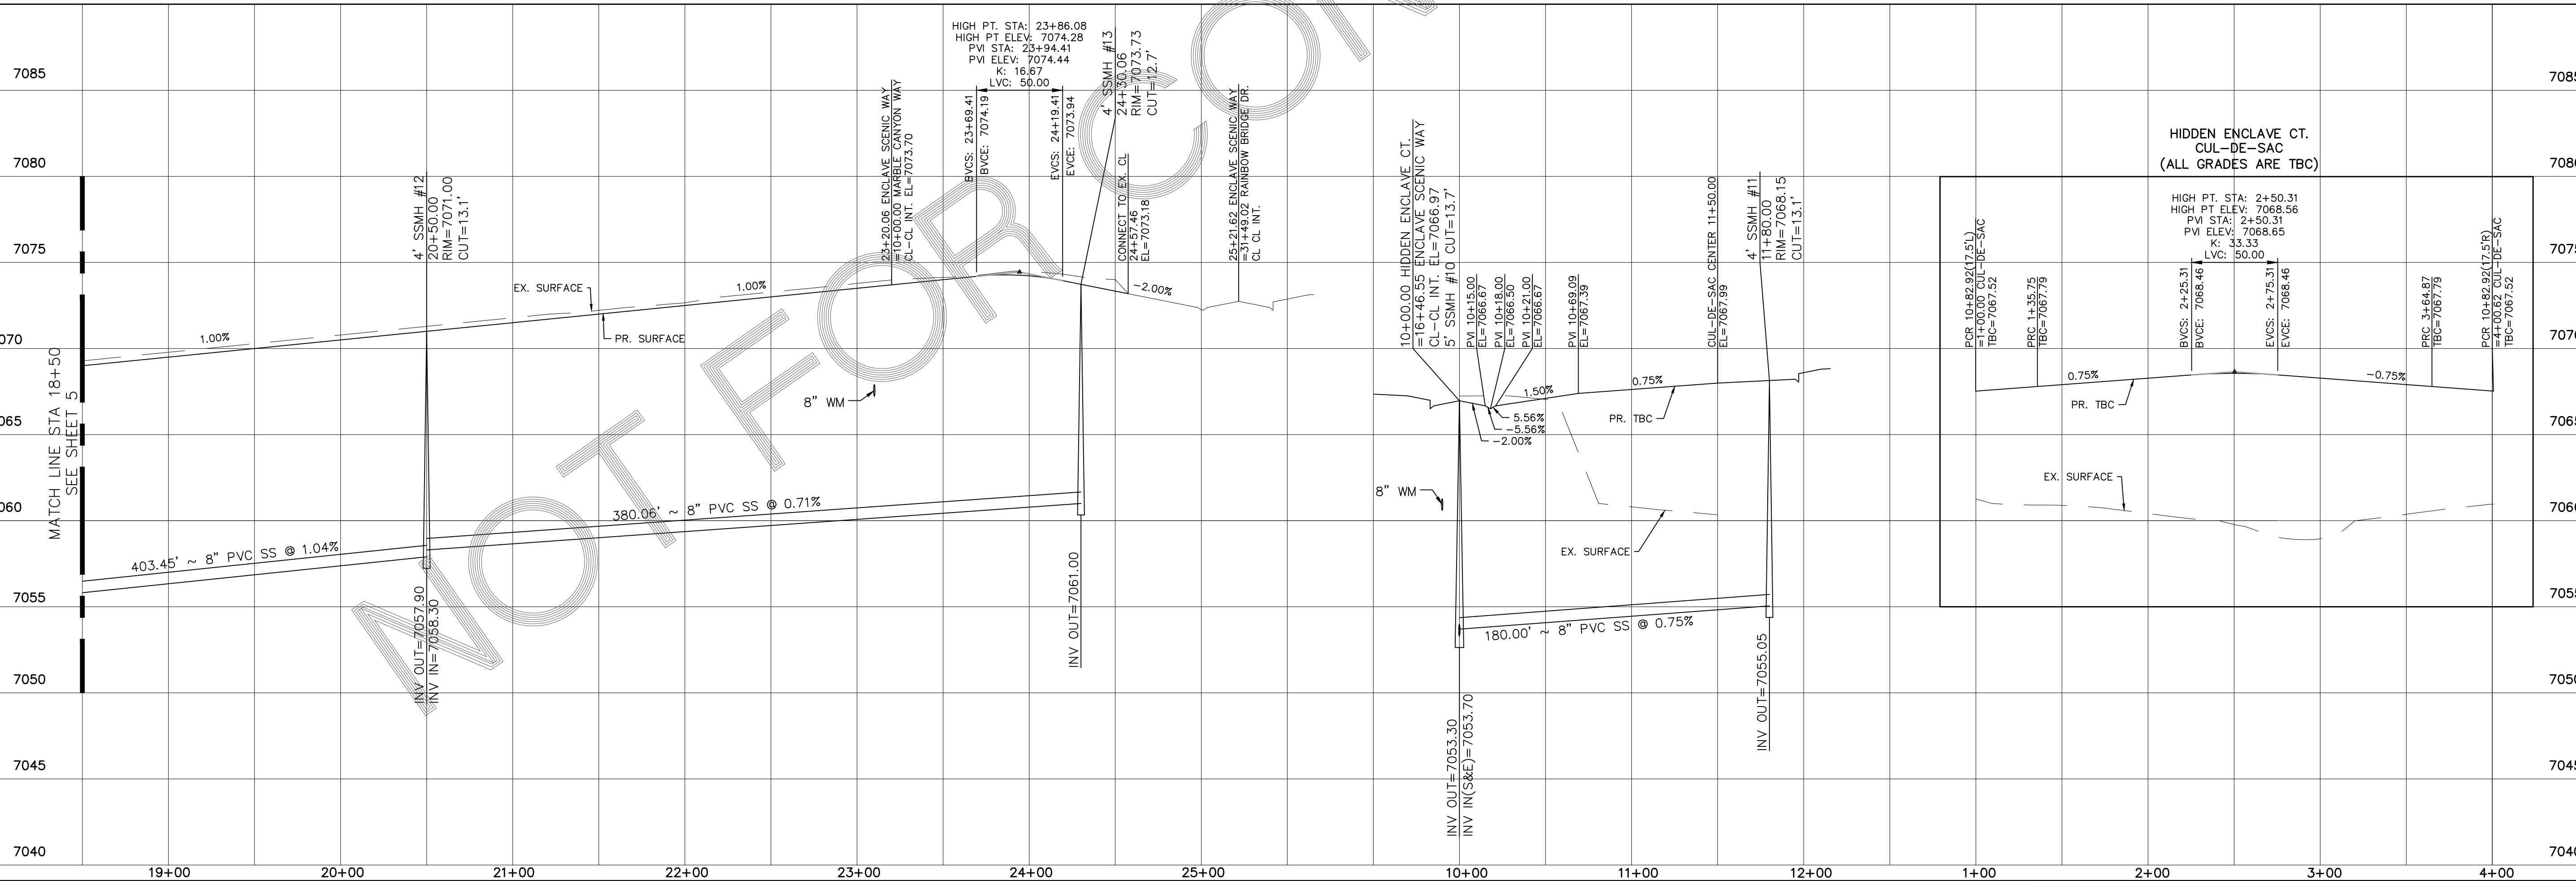 HIGH PT. STA: 23+86.08
HIGH PT ELEV: 7074.28
PVI STA: 23+94.41
PVI ELEV: 7074.44
K: 16.67
LVC: 50.00
BVCS: 23+69.41
BVCE: 7074.19
EVCS: 24+19.41
EVCE: 7073.94
4' SSMH #13
24+30.06
RIM=7073.73
CUT=12.7'
23+20.06 ENCLAVE SCENIC WAY
=10+00.00 MARBLE CANYON WAY
CL-CL INT. EL=7073.70
CONNECT TO EX. CL
24+57.46
EL=7073.18
25+21.62 ENCLAVE SCENIC WAY
=31+49.02 RAINBOW BRIDGE DR.
CL CL INT.
4' SSMH #12
20+50.00
RIM=7071.00
CUT=13.1'
MATCH LINE STA 18+50
SEE SHEET 5
1.00%
EX. SURFACE
PR. SURFACE
1.00%
-2.00%
8" WM
403.45' ~ 8" PVC SS @ 1.04%
380.06' ~ 8" PVC SS @ 0.71%
INV OUT=7057.90
INV IN=7058.30
INV OUT=7061.00
10+00.00 HIDDEN ENCLAVE CT.
=16+46.55 ENCLAVE SCENIC WAY
CL-CL INT. EL=7066.97
5' SSMH #10 CUT=13.7'
PVI 10+15.00
EL=7066.67
PVI 10+18.00
EL=7066.50
PVI 10+21.00
EL=7066.67
PVI 10+69.09
EL=7067.39
CUL-DE-SAC CENTER 11+50.00
EL=7067.99
4' SSMH #11
11+80.00
RIM=7068.15
CUT=13.1'
1.50%
0.75%
5.56%
-5.56%
-2.00%
PR. TBC
8" WM
EX. SURFACE
180.00' ~ 8" PVC SS @ 0.75%
INV OUT=7053.30
INV IN(S&E)=7053.70
INV OUT=7055.05
HIDDEN ENCLAVE CT.
CUL-DE-SAC
(ALL GRADES ARE TBC)
HIGH PT. STA: 2+50.31
HIGH PT ELEV: 7068.56
PVI STA: 2+50.31
PVI ELEV: 7068.65
K: 33.33
LVC: 50.00
PCR 10+82.92(17.5'L)
=1+00.00 CUL-DE-SAC
TBC=7067.52
PRC 1+35.75
TBC=7067.79
BVCS: 2+25.31
BVCE: 7068.46
EVCS: 2+75.31
EVCE: 7068.46
PRC 3+64.87
TBC=7067.79
PCR 10+82.92(17.5'R)
=4+00.62 CUL-DE-SAC
TBC=7067.52
0.75%
PR. TBC
-0.75%
EX. SURFACE
7085
7080
7075
7070
7065
7060
7055
7050
7045
7040
7085
7080
7075
7070
7065
7060
7055
7050
7045
7040
19+00 20+00 21+00 22+00 23+00 24+00 25+00 10+00 11+00 12+00 1+00 2+00 3+00 4+00
NOT FOR CON